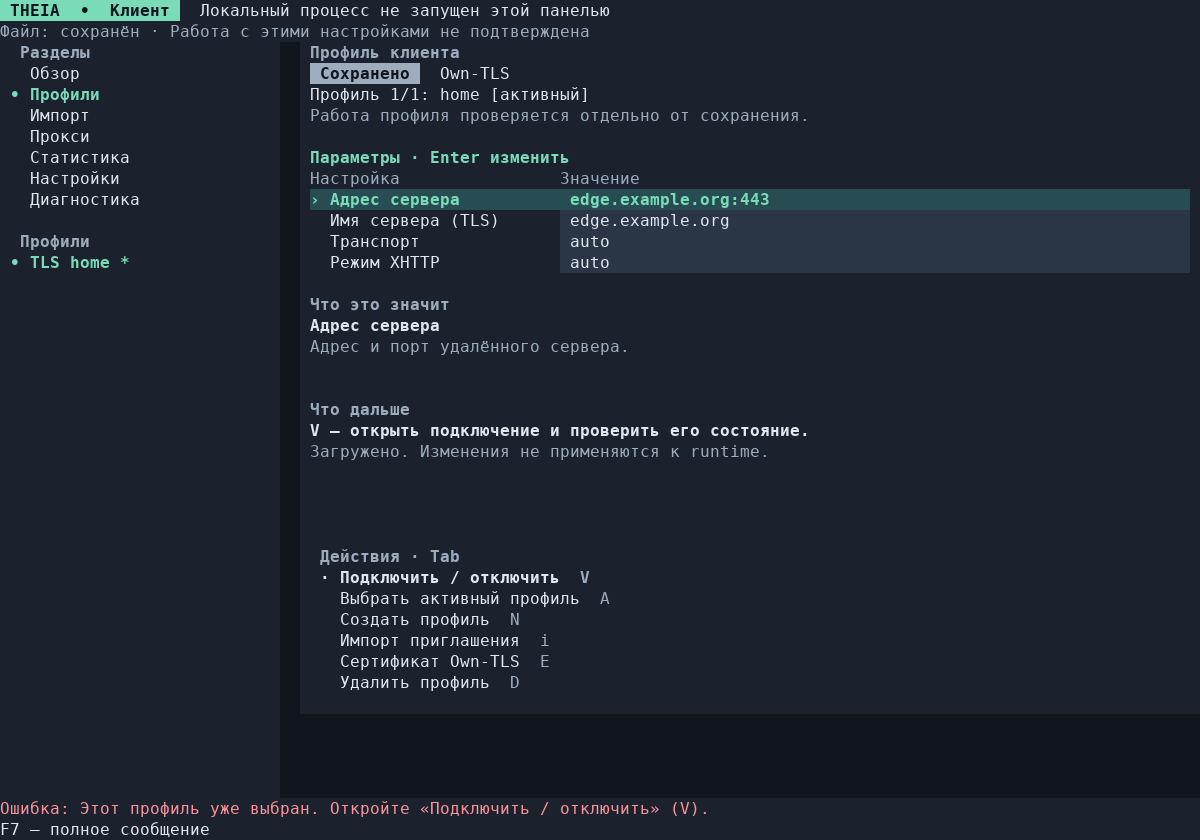 THEIA • Клиент Локальный процесс не запущен этой панелью
Файл: сохранён · Работа с этими настройками не подтверждена
Разделы
Обзор
• Профили
Импорт
Прокси
Статистика
Настройки
Диагностика
Профили
• TLS home *
Профиль клиента
Сохранено Own-TLS
Профиль 1/1: home [активный]
Работа профиля проверяется отдельно от сохранения.
Параметры · Enter изменить
Настройка Значение
› Адрес сервера edge.example.org:443
Имя сервера (TLS) edge.example.org
Транспорт auto
Режим XHTTP auto
Что это значит
Адрес сервера
Адрес и порт удалённого сервера.
Что дальше
V — открыть подключение и проверить его состояние.
Загружено. Изменения не применяются к runtime.
Действия · Tab
· Подключить / отключить V
Выбрать активный профиль A
Создать профиль N
Импорт приглашения i
Сертификат Own-TLS E
Удалить профиль D
Ошибка: Этот профиль уже выбран. Откройте «Подключить / отключить» (V).
F7 — полное сообщение